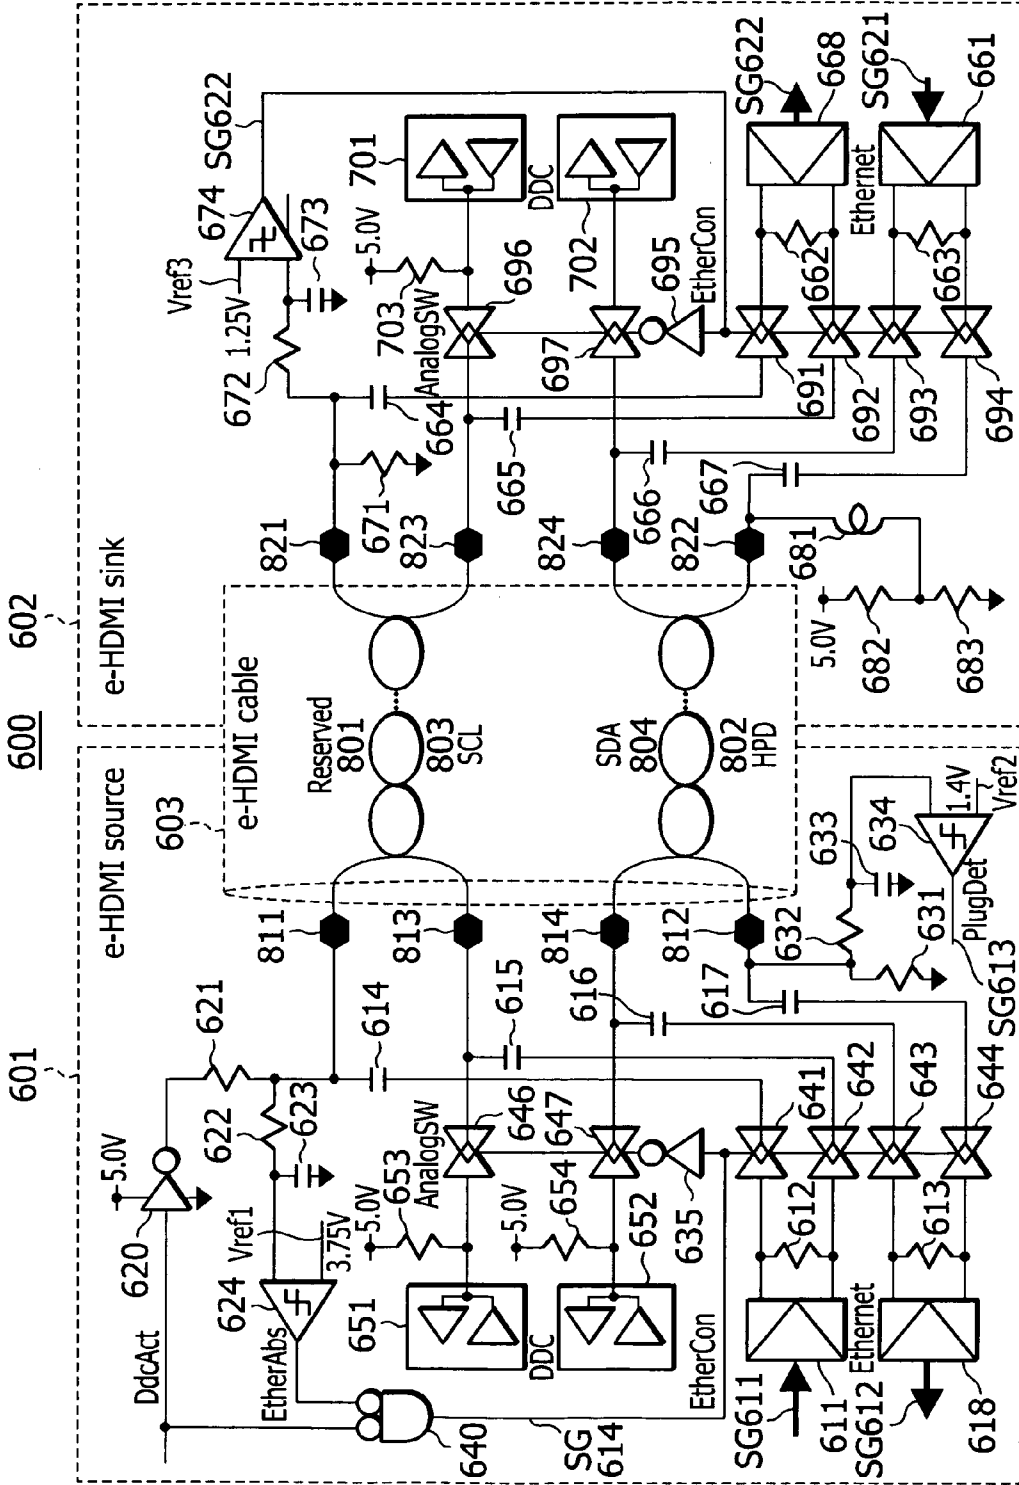 600
601
e-HDMI source
602
e-HDMI sink
603
e-HDMI cable
DdcAct
620
5.0V
621
811
614
622
623
EtherAbs
624
Vref1
3.75V
640
SG
614
5.0V
653
AnalogSW
646
813
615
651
DDC
5.0V
654
647
814
616
652
635
EtherCon
812
617
632
633
634
1.4V
Vref2
PlugDet
631
SG613
SG611
611
Ethernet
612
641
642
SG612
618
613
643
644
Reserved
801
803
SCL
SDA
804
802
HPD
821
671
823
824
822
672
1.25V
Vref3
674
673
SG622
664
665
666
667
703
5.0V
AnalogSW
696
701
DDC
702
697
695
EtherCon
681
5.0V
682
683
691
692
693
694
662
663
Ethernet
SG622
668
SG621
661